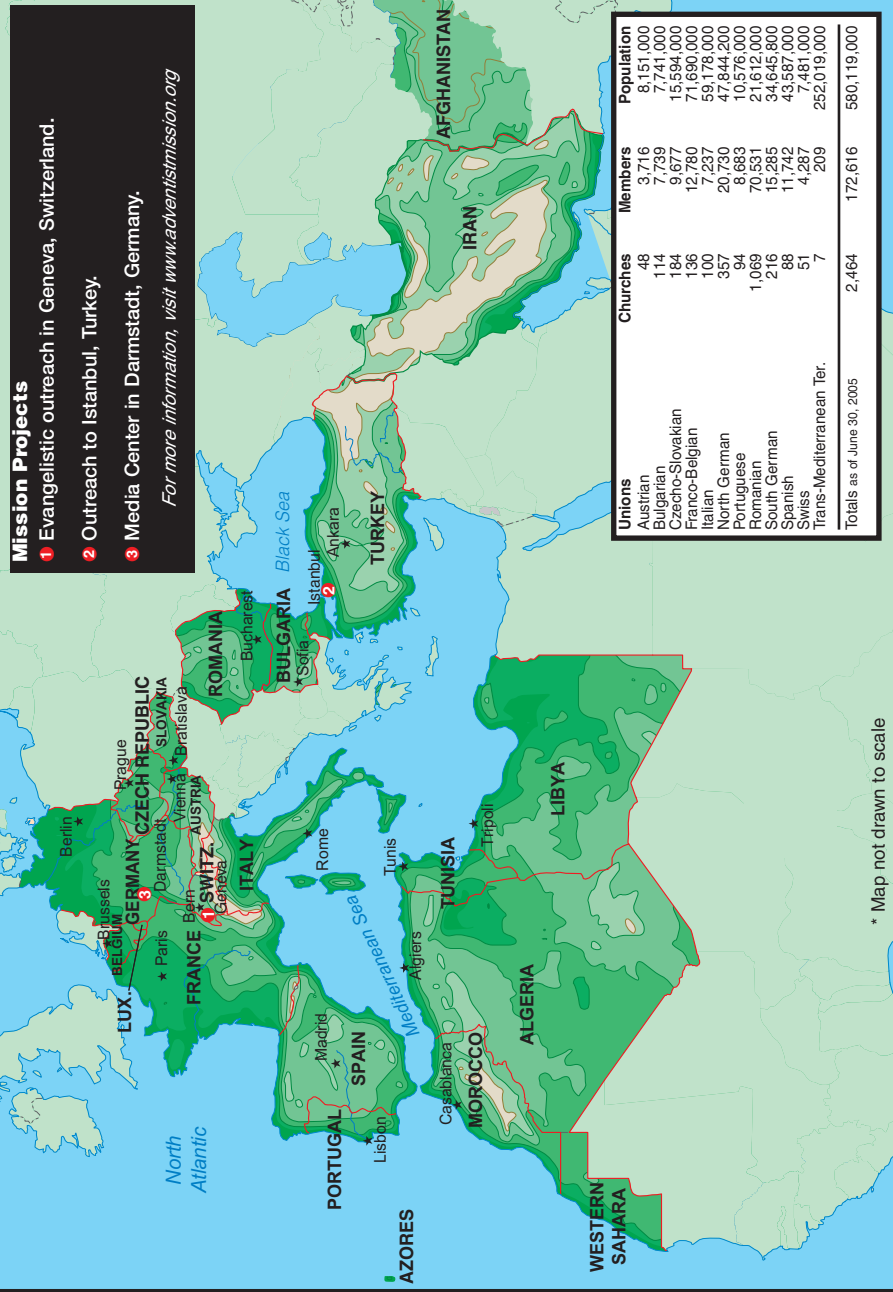 Mission Projects
1 Evangelistic outreach in Geneva, Switzerland.
2 Outreach to Istanbul, Turkey.
3 Media Center in Darmstadt, Germany.
For more information, visit www.adventistmission.org
North
Atlantic
AZORES
PORTUGAL
Lisbon
SPAIN
Madrid
FRANCE
Paris
LUX.
BELGIUM
Brussels
GERMANY
Berlin
Darmstadt
3
Bern
SWITZ.
1
Geneva
CZECH REPUBLIC
Prague
SLOVAKIA
Bratislava
Vienna
AUSTRIA
ITALY
Rome
ROMANIA
Bucharest
BULGARIA
Sofia
Black Sea
Istanbul
2
Ankara
TURKEY
IRAN
AFGHANISTAN
Mediterranean Sea
Casablanca
MOROCCO
WESTERN
SAHARA
Algiers
ALGERIA
Tunis
TUNISIA
Tripoli
LIBYA
Unions Churches Members Population
Austrian 48 3,716 8,151,000
Bulgarian 114 7,739 7,741,000
Czecho-Slovakian 184 9,677 15,594,000
Franco-Belgian 136 12,780 71,690,000
Italian 100 7,237 59,178,000
North German 357 20,730 47,844,200
Portuguese 94 8,683 10,576,000
Romanian 1,069 70,531 21,612,000
South German 216 15,285 34,645,800
Spanish 88 11,742 43,587,000
Swiss 51 4,287 7,481,000
Trans-Mediterranean Ter. 7 209 252,019,000
Totals as of June 30, 2005 2,464 172,616 580,119,000
* Map not drawn to scale